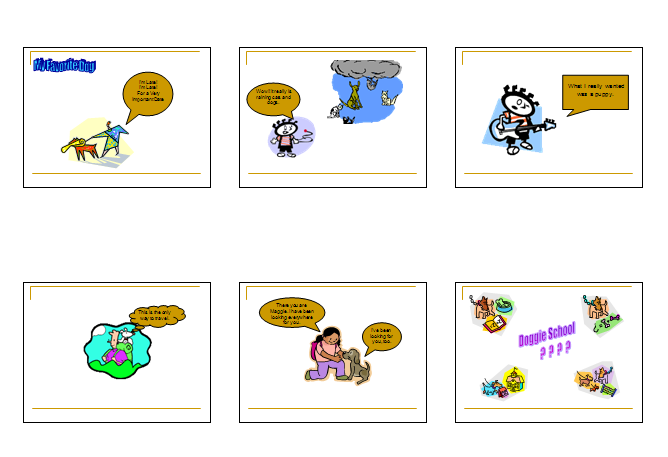 My Favorite Dog
I'm Late!
I'm Late!
For a Very
Important Date
Wow! It really is
raining cats and
dogs.
What I really wanted
was a puppy.
This is the only
way to travel.
There you are
Maggie. I have been
looking everywhere
for you.
I've been
looking for
you, too.
Doggie School
? ? ? ?